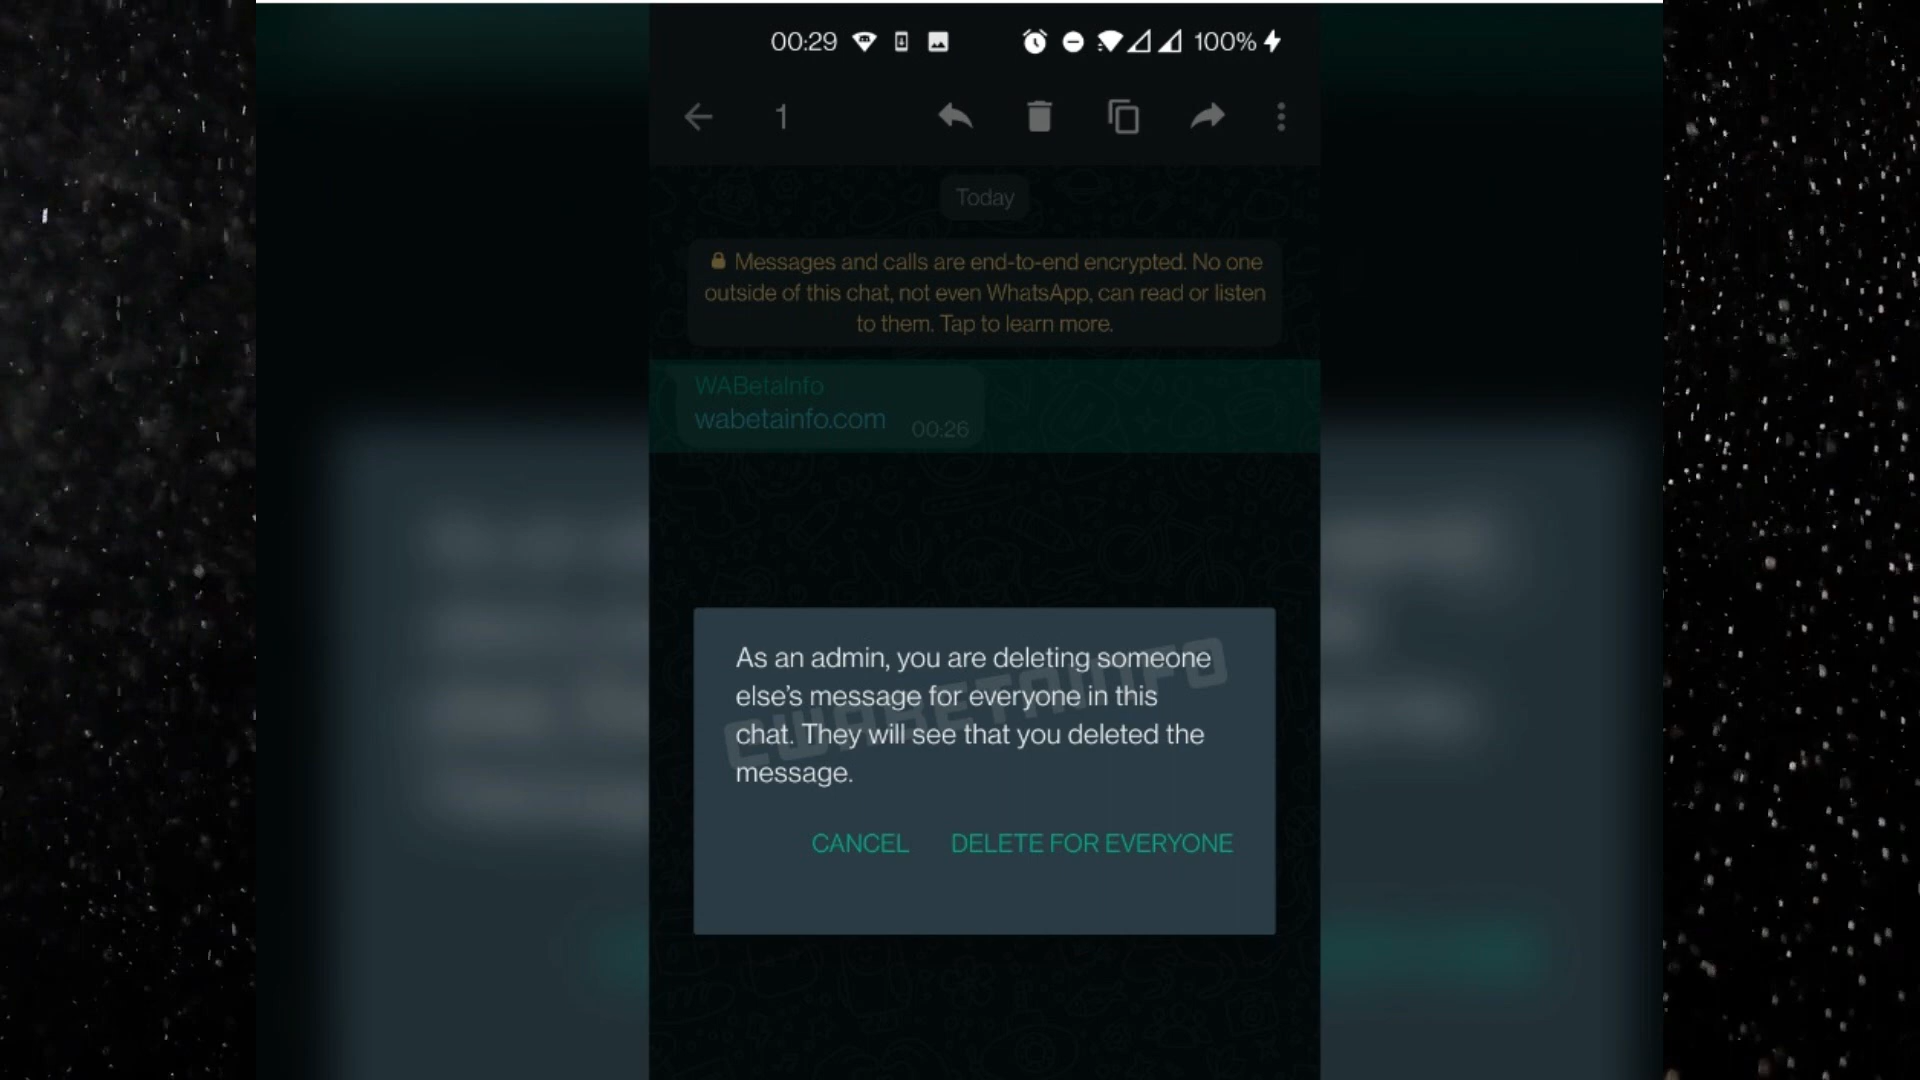 00:29 100%
1
Today
Messages and calls are end-to-end encrypted. No one
outside of this chat, not even WhatsApp, can read or listen
to them. Tap to learn more.
WABetaInfo
wabetainfo.com 00:26
@WABETAINFO
As an admin, you are deleting someone
else’s message for everyone in this
chat. They will see that you deleted the
message.
CANCEL DELETE FOR EVERYONE